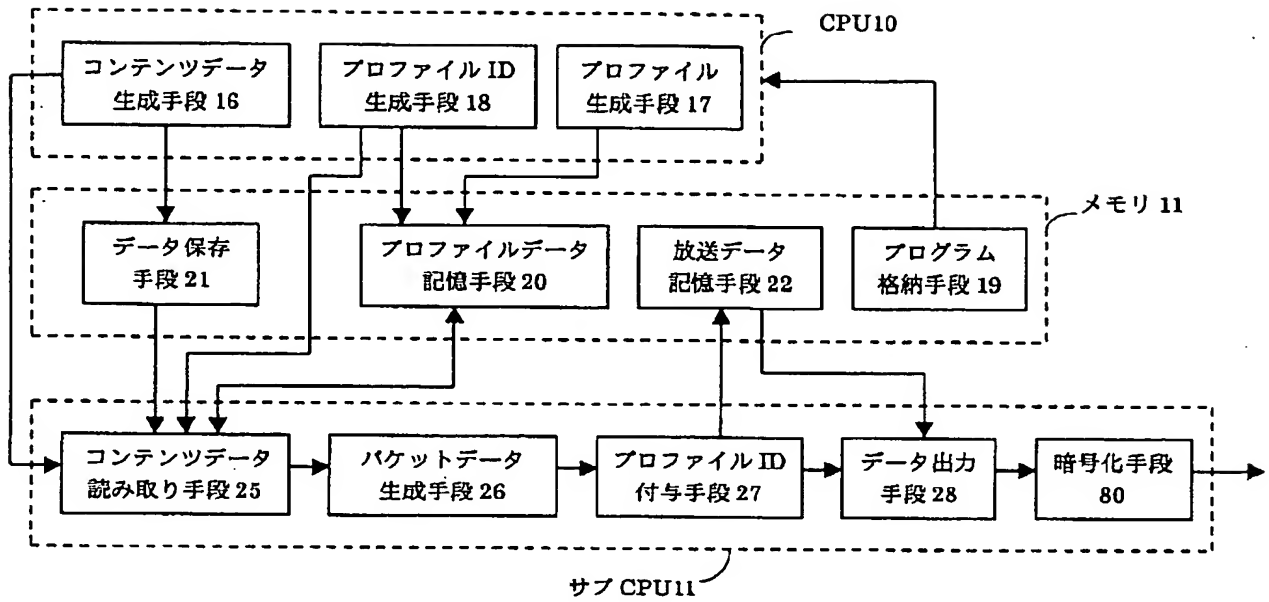 CPU10
コンテンツデータ
生成手段 16
プロファイル ID
生成手段 18
プロファイル
生成手段 17
メモリ 11
データ保存
手段 21
プロファイルデータ
記憶手段 20
放送データ
記憶手段 22
プログラム
格納手段 19
コンテンツデータ
読み取り手段 25
パケットデータ
生成手段 26
プロファイル ID
付与手段 27
データ出力
手段 28
暗号化手段
80
サブ CPU11